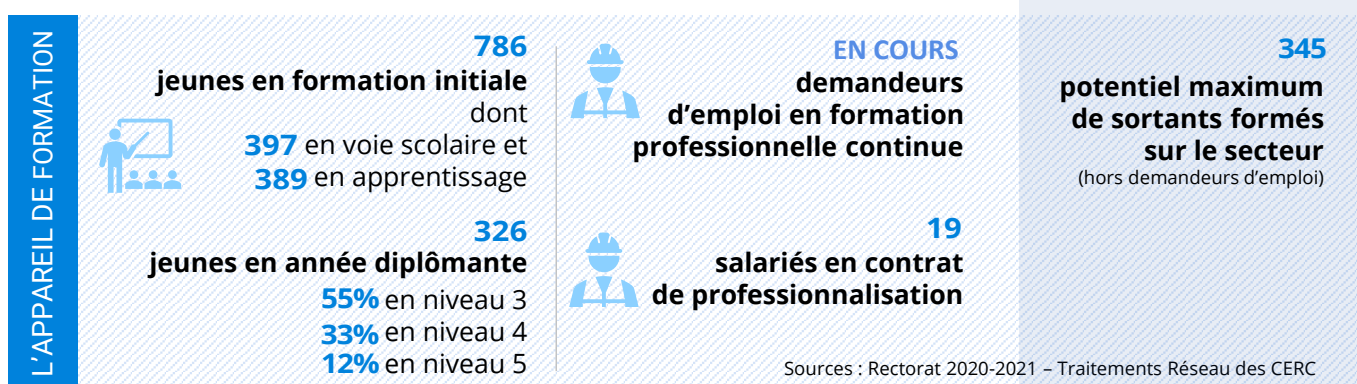 L'APPAREIL DE FORMATION
786
jeunes en formation initiale
dont
397 en voie scolaire et
389 en apprentissage
326
jeunes en année diplômante
55% en niveau 3
33% en niveau 4
12% en niveau 5
EN COURS
demandeurs
d’emploi en formation
professionnelle continue
19
salariés en contrat
de professionnalisation
345
potentiel maximum
de sortants formés
sur le secteur
(hors demandeurs d’emploi)
Sources : Rectorat 2020-2021 – Traitements Réseau des CERC